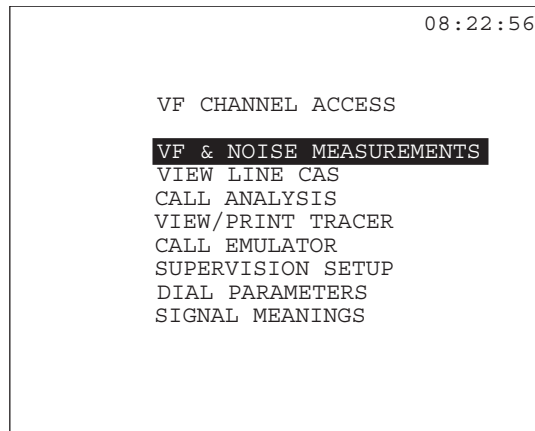 08:22:56
VF CHANNEL ACCESS
VF & NOISE MEASUREMENTS
VIEW LINE CAS
CALL ANALYSIS
VIEW/PRINT TRACER
CALL EMULATOR
SUPERVISION SETUP
DIAL PARAMETERS
SIGNAL MEANINGS